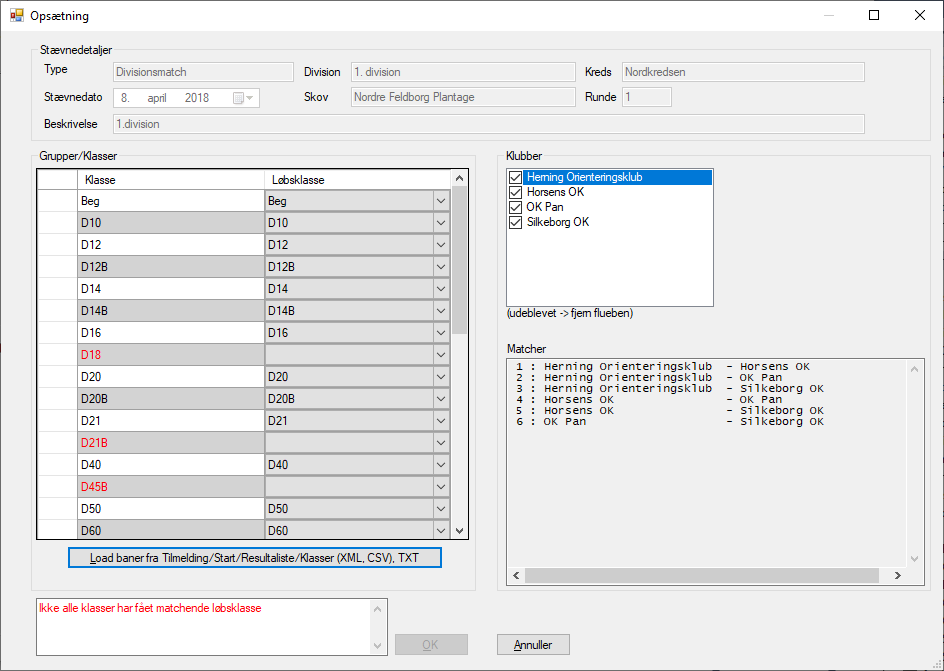 Opsætning
Stævnedetaljer
Type Divisionsmatch Division 1. division Kreds Nordkredsen
Stævnedato 8. april 2018 Skov Nordre Feldborg Plantage Runde 1
Beskrivelse 1.division
Grupper/Klasser
Klasse Løbsklasse
Beg Beg
D10 D10
D12 D12
D12B D12B
D14 D14
D14B D14B
D16 D16
D18
D20 D20
D20B D20B
D21 D21
D21B
D40 D40
D45B
D50 D50
D60 D60
Load baner fra Tilmelding/Start/Resultaliste/Klasser (XML, CSV), TXT
Klubber
Herning Orienteringsklub
Horsens OK
OK Pan
Silkeborg OK
(udeblevet -> fjern flueben)
Matcher
1 : Herning Orienteringsklub - Horsens OK
2 : Herning Orienteringsklub - OK Pan
3 : Herning Orienteringsklub - Silkeborg OK
4 : Horsens OK - OK Pan
5 : Horsens OK - Silkeborg OK
6 : OK Pan - Silkeborg OK
Ikke alle klasser har fået matchende løbsklasse
OK
Annuller